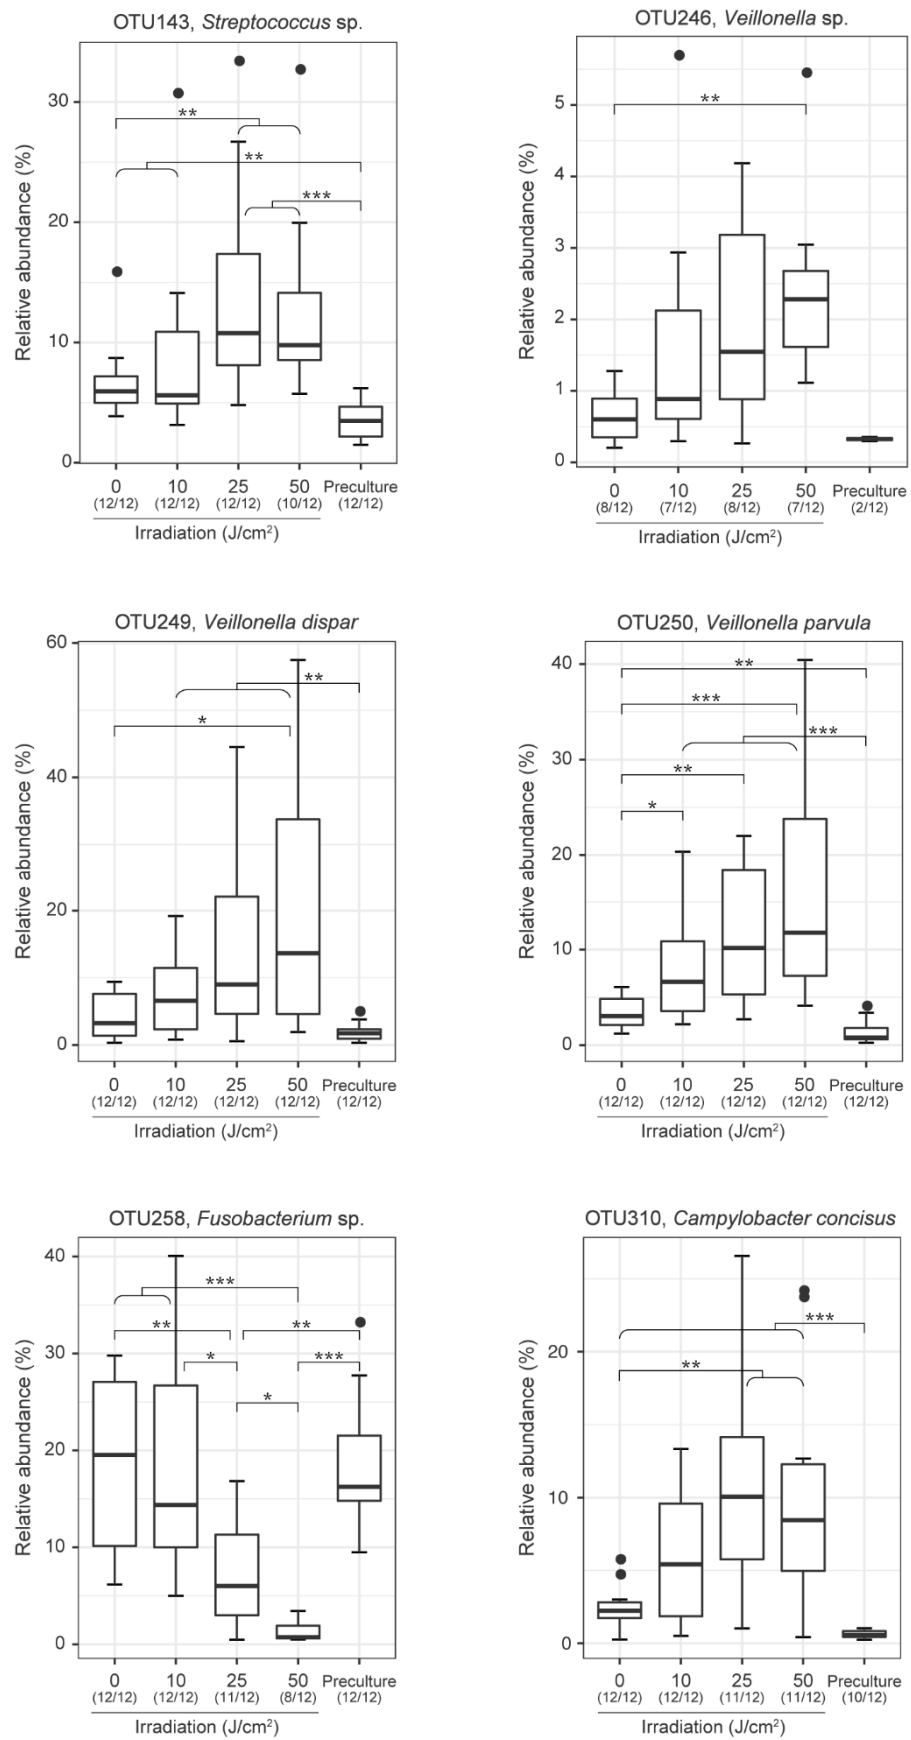 OTU143, Streptococcus sp.
Relative abundance (%)
30
20
10
0
**
**
***
0 10 25 50 Preculture
(12/12) (12/12) (12/12) (10/12) (12/12)
Irradiation (J/cm²)
OTU246, Veillonella sp.
Relative abundance (%)
5
4
3
2
1
0
**
0 10 25 50 Preculture
(8/12) (7/12) (8/12) (7/12) (2/12)
Irradiation (J/cm²)
OTU249, Veillonella dispar
Relative abundance (%)
60
40
20
0
**
*
0 10 25 50 Preculture
(12/12) (12/12) (12/12) (12/12) (12/12)
Irradiation (J/cm²)
OTU250, Veillonella parvula
Relative abundance (%)
40
30
20
10
0
**
***
***
**
*
0 10 25 50 Preculture
(12/12) (12/12) (12/12) (12/12) (12/12)
Irradiation (J/cm²)
OTU258, Fusobacterium sp.
Relative abundance (%)
40
30
20
10
0
***
** **
* ***
*
0 10 25 50 Preculture
(12/12) (12/12) (11/12) (8/12) (12/12)
Irradiation (J/cm²)
OTU310, Campylobacter concisus
Relative abundance (%)
20
10
0
***
**
0 10 25 50 Preculture
(12/12) (12/12) (11/12) (11/12) (10/12)
Irradiation (J/cm²)